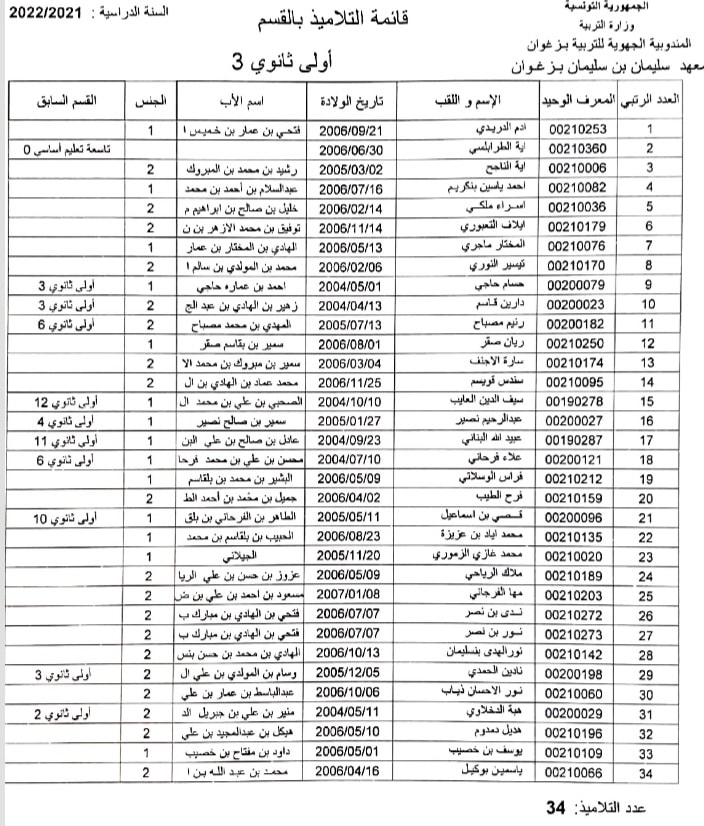 الجمهورية التونسية
وزارة التربية
المندوبية الجهوية للتربية بـزغوان
معهد سليمان بن سليمان بـزغوان
قائمة التلاميذ بالقسم
أولى ثانوي 3
السنة الدراسية : 2022/2021
العدد الرتبي المعرف الوحيد الإسم و اللقب تاريخ الولادة اسم الأب الجنس القسم السابق
1 00210253 ادم الدريدي 2006/09/21 فتحي بن عمار بن خميس ا 1
2 00210360 اية الطرابلسي 2006/06/30 تاسعة تعليم أساسي 0
3 00210006 اية الناجح 2005/03/02 رشيد بن محمد بن المبروك 2
4 00210082 احمد ياسين بنكريم 2006/07/16 عبدالسلام بن أحمد بن محمد 1
5 00210036 اسراء ملكي 2006/02/14 خليل بن صالح بن ابراهيم م 2
6 00210179 ايلاف التعبوري 2006/11/14 توفيق بن محمد الازهر بن ن 2
7 00210076 المختار ماجري 2006/05/13 الهادي بن المختار بن عمار 1
8 00210170 تيسير النوري 2006/02/06 محمد بن المولدي بن سالم ا 2
9 00200079 حسام حاجي 2004/05/01 احمد بن عماره حاجي 1 أولى ثانوي 3
10 00200023 دارين قاسم 2004/04/13 زهير بن الهادي بن عبد الج 2 أولى ثانوي 3
11 00200182 رنيم مصباح 2005/07/13 المهدي بن محمد مصباح 2 أولى ثانوي 6
12 00210250 ريان صقر 2006/08/01 سمير بن بقاسم صقر 1
13 00210174 سارة الاجنف 2006/03/04 سمير بن مبروك بن محمد الا 2
14 00210095 سندس قريسم 2006/11/25 محمد عماد بن الهادي بن ال 2
15 00190278 سيف الدين العايب 2004/10/10 الصحبي بن علي بن محمد ال 1 أولى ثانوي 12
16 00200027 عبدالرحيم نصير 2005/01/27 سمير بن صالح نصير 1 أولى ثانوي 4
17 00190287 عبيد الله البناني 2004/09/23 عادل بن صالح بن علي البن 1 أولى ثانوي 11
18 00200121 علاء فرحاني 2004/07/10 محسن بن علي بن محمد فرحا 1 أولى ثانوي 6
19 00210212 فراس الوسلاتي 2006/05/09 البشير بن محمد بن بلقاسم 1
20 00210159 فرح الطيب 2006/04/02 جميل بن محمد بن أحمد الط 2
21 00200096 قصي بن اسماعيل 2005/05/11 الطاهر بن الفرحاني بن بلق 1 أولى ثانوي 10
22 00210135 محمد اياد بن عزيزة 2006/08/23 الحبيب بن بلقاسم بن محمد 1
23 00210020 محمد غازي الزموري 2005/11/20 الجيلاني 1
24 00210189 ملاك الرياحي 2006/05/09 عزوز بن حسن بن علي الريا 2
25 00210203 مها الفرجاني 2007/01/08 مسعود بن احمد بن علي بن ض 2
26 00210272 ندى بن نصر 2006/07/07 فتحي بن الهادي بن مبارك ب 2
27 00210273 نور بن نصر 2006/07/07 فتحي بن الهادي بن مبارك ب 2
28 00210142 نورالهدى بنسليمان 2006/10/13 الهادي بن محمد بن حسن بنس 2
29 00200198 نادين الحمدي 2005/12/05 وسام بن المولدي بن علي ال 2 أولى ثانوي 3
30 00210060 نور الاحسان ذياب 2006/10/06 عبدالباسط بن عمار بن علي 2
31 00200029 هبة الدخلاوي 2004/05/11 منير بن علي بن جبريل الد 2 أولى ثانوي 2
32 00210196 هديل دمدوم 2006/05/10 هيكل بن عبدالمجيد بن علي 2
33 00210109 يوسف بن خصيب 2006/05/01 داود بن مفتاح بن خصيب 1
34 00210066 ياسمين بوكيل 2006/04/16 محمد بن عبد الله بن ا 2
عدد التلاميذ: 34